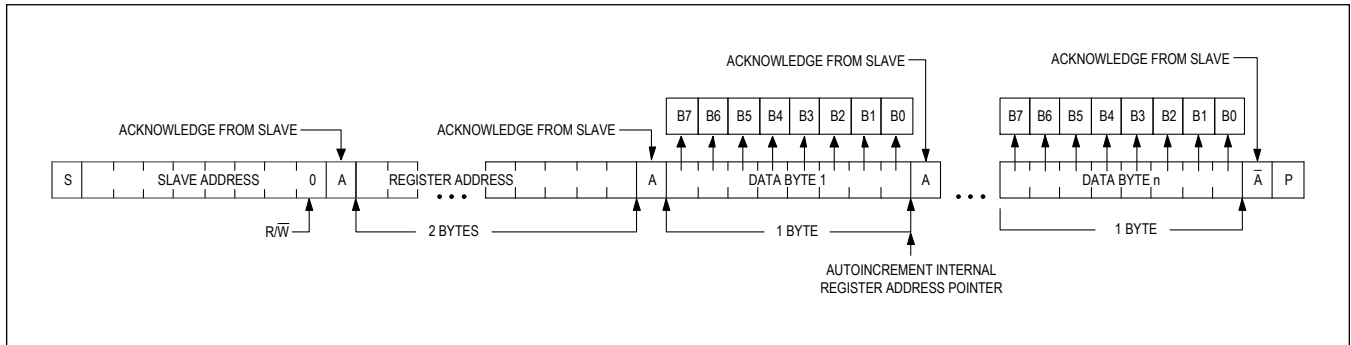 ACKNOWLEDGE FROM SLAVE ACKNOWLEDGE FROM SLAVE
B7 B6 B5 B4 B3 B2 B1 B0 B7 B6 B5 B4 B3 B2 B1 B0
ACKNOWLEDGE FROM SLAVE ACKNOWLEDGE FROM SLAVE
S SLAVE ADDRESS 0 A REGISTER ADDRESS ••• A DATA BYTE 1 A ••• DATA BYTE n A̅ P
R/W̅ 2 BYTES 1 BYTE 1 BYTE
AUTOINCREMENT INTERNAL
REGISTER ADDRESS POINTER